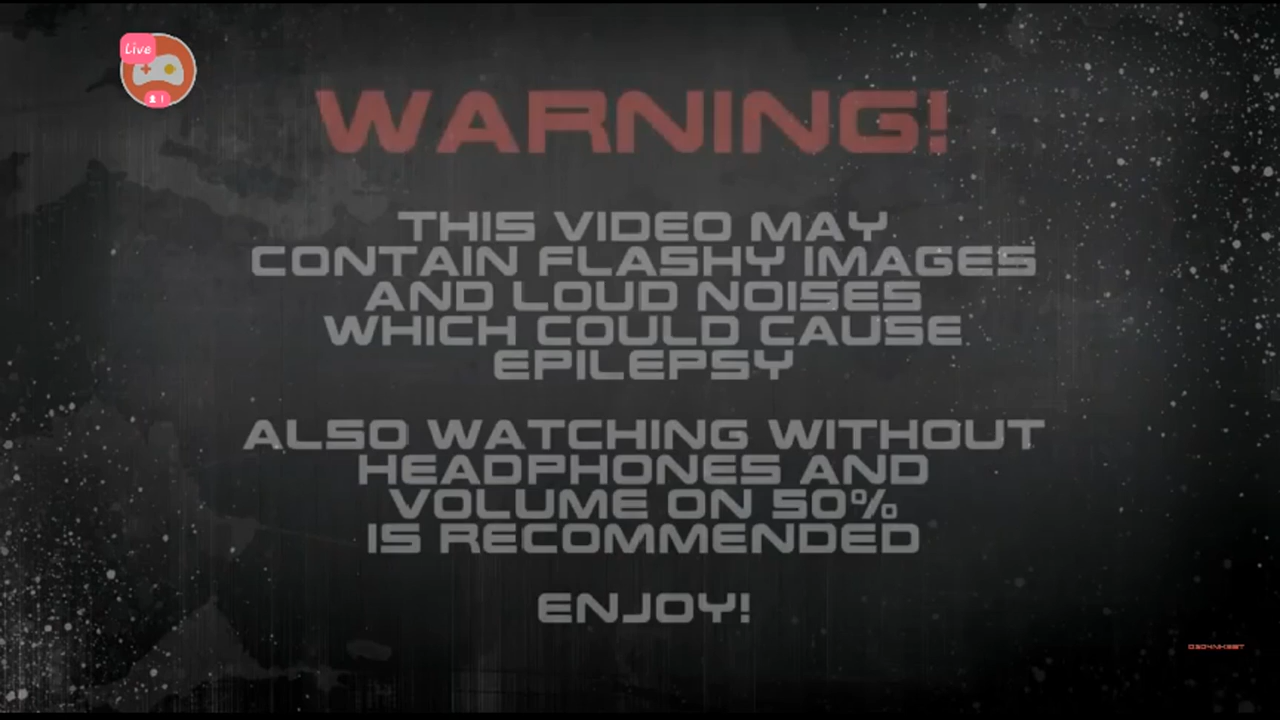 Live
1
WARNING!
THIS VIDEO MAY
CONTAIN FLASHY IMAGES
AND LOUD NOISES
WHICH COULD CAUSE
EPILEPSY
ALSO WATCHING WITHOUT
HEADPHONES AND
VOLUME ON 50%
IS RECOMMENDED
ENJOY!